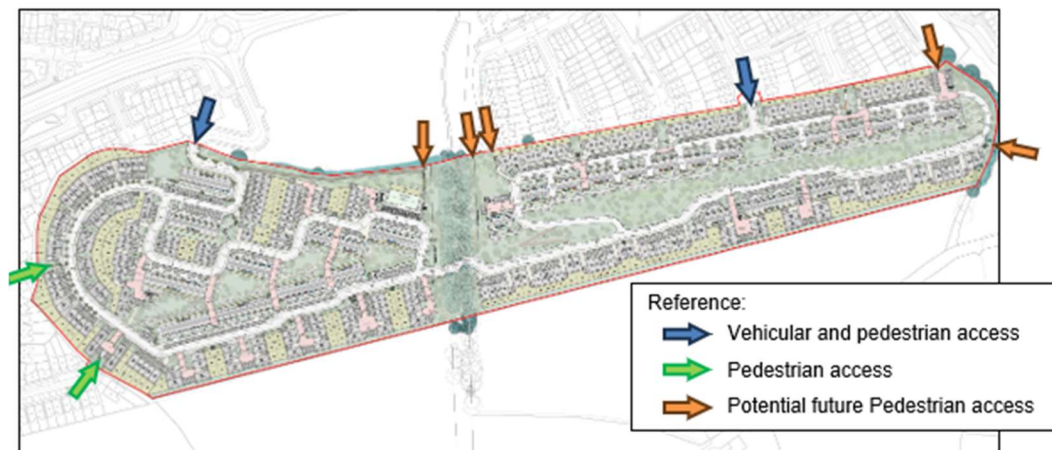 Reference:
Vehicular and pedestrian access
Pedestrian access
Potential future Pedestrian access